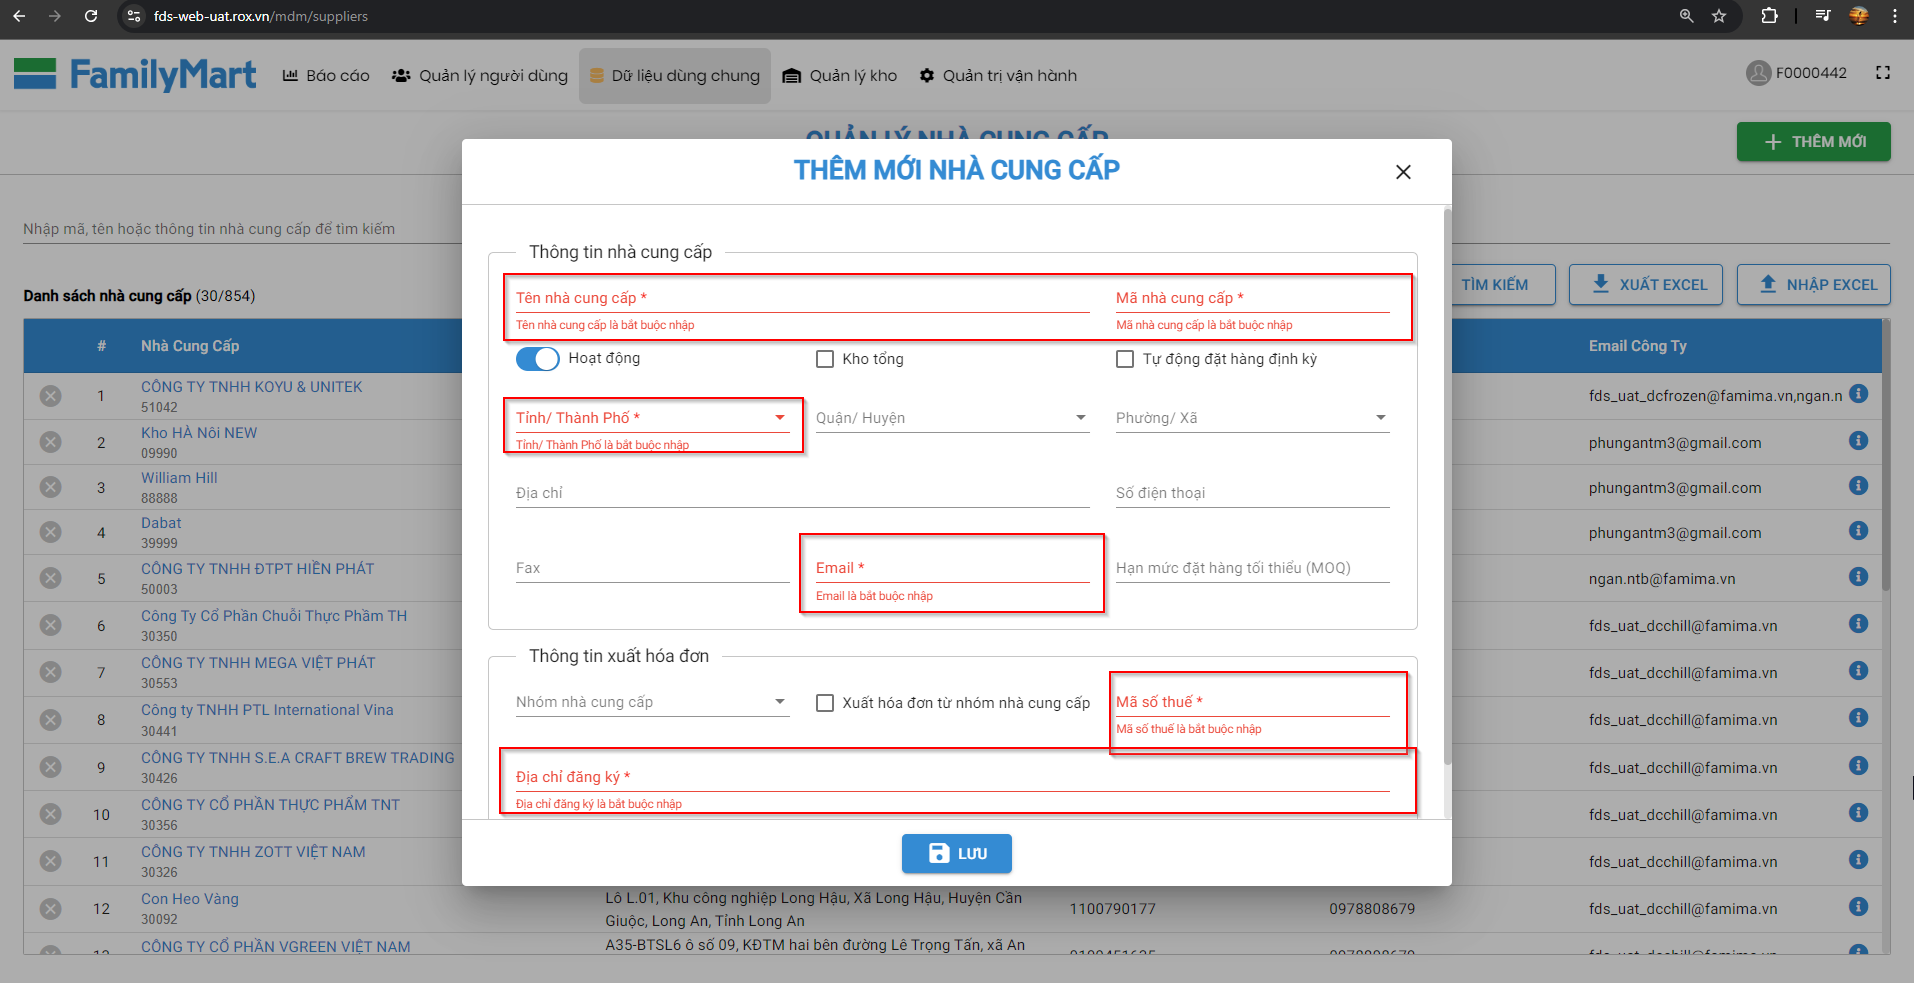 fds-web-uat.rox.vn/mdm/suppliers
FamilyMart
Báo cáo
Quản lý người dùng
Dữ liệu dùng chung
Quản lý kho
Quản trị vận hành
F0000442
QUẢN LÝ NHÀ CUNG CẤP
THÊM MỚI
THÊM MỚI NHÀ CUNG CẤP
Nhập mã, tên hoặc thông tin nhà cung cấp để tìm kiếm
Danh sách nhà cung cấp (30/854)
TÌM KIẾM
XUẤT EXCEL
NHẬP EXCEL
Thông tin nhà cung cấp
Tên nhà cung cấp *
Mã nhà cung cấp *
Tên nhà cung cấp là bắt buộc nhập
Mã nhà cung cấp là bắt buộc nhập
Hoạt động
Kho tổng
Tự động đặt hàng định kỳ
Tỉnh/ Thành Phố *
Quận/ Huyện
Phường/ Xã
Tỉnh/ Thành Phố là bắt buộc nhập
Địa chỉ
Số điện thoại
Fax
Email *
Hạn mức đặt hàng tối thiểu (MOQ)
Email là bắt buộc nhập
Thông tin xuất hóa đơn
Nhóm nhà cung cấp
Xuất hóa đơn từ nhóm nhà cung cấp
Mã số thuế *
Mã số thuế là bắt buộc nhập
Địa chỉ đăng ký *
Địa chỉ đăng ký là bắt buộc nhập
LƯU
# Nhà Cung Cấp Email Công Ty
1 CÔNG TY TNHH KOYU & UNITEK
51042
fds_uat_dcfrozen@famima.vn,ngan.n
2 Kho HÀ Nôi NEW
09990
phungantm3@gmail.com
3 William Hill
88888
phungantm3@gmail.com
4 Dabat
39999
phungantm3@gmail.com
5 CÔNG TY TNHH ĐTPT HIỀN PHÁT
50003
ngan.ntb@famima.vn
6 Công Ty Cổ Phần Chuỗi Thực Phẩm TH
30350
fds_uat_dcchill@famima.vn
7 CÔNG TY TNHH MEGA VIỆT PHÁT
30553
fds_uat_dcchill@famima.vn
8 Công ty TNHH PTL International Vina
30441
fds_uat_dcchill@famima.vn
9 CÔNG TY TNHH S.E.A CRAFT BREW TRADING
30426
fds_uat_dcchill@famima.vn
10 CÔNG TY CỔ PHẦN THỰC PHẨM TNT
30356
fds_uat_dcchill@famima.vn
11 CÔNG TY TNHH ZOTT VIỆT NAM
30326
fds_uat_dcchill@famima.vn
12 Con Heo Vàng
30092
Lô L.01, Khu công nghiệp Long Hậu, Xã Long Hậu, Huyện Cần
Giuộc, Long An, Tỉnh Long An
1100790177
0978808679
fds_uat_dcchill@famima.vn
CÔNG TY CỔ PHẦN VGREEN VIỆT NAM
A35-BTSL6 ô số 09, KĐTM hai bên đường Lê Trọng Tấn, xã An